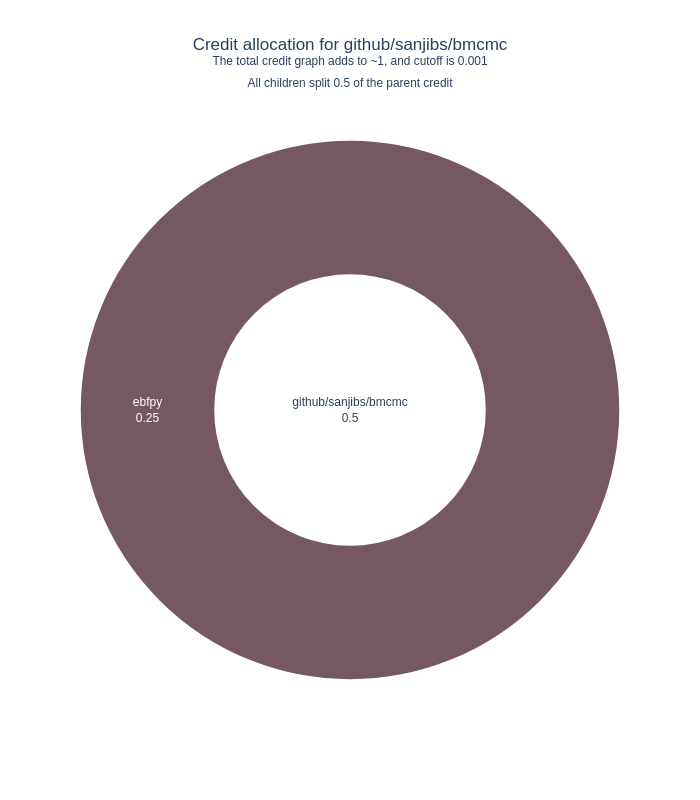 Credit allocation for github/sanjibs/bmcmc
The total credit graph adds to ~1, and cutoff is 0.001
All children split 0.5 of the parent credit
ebfpy
0.25
github/sanjibs/bmcmc
0.5